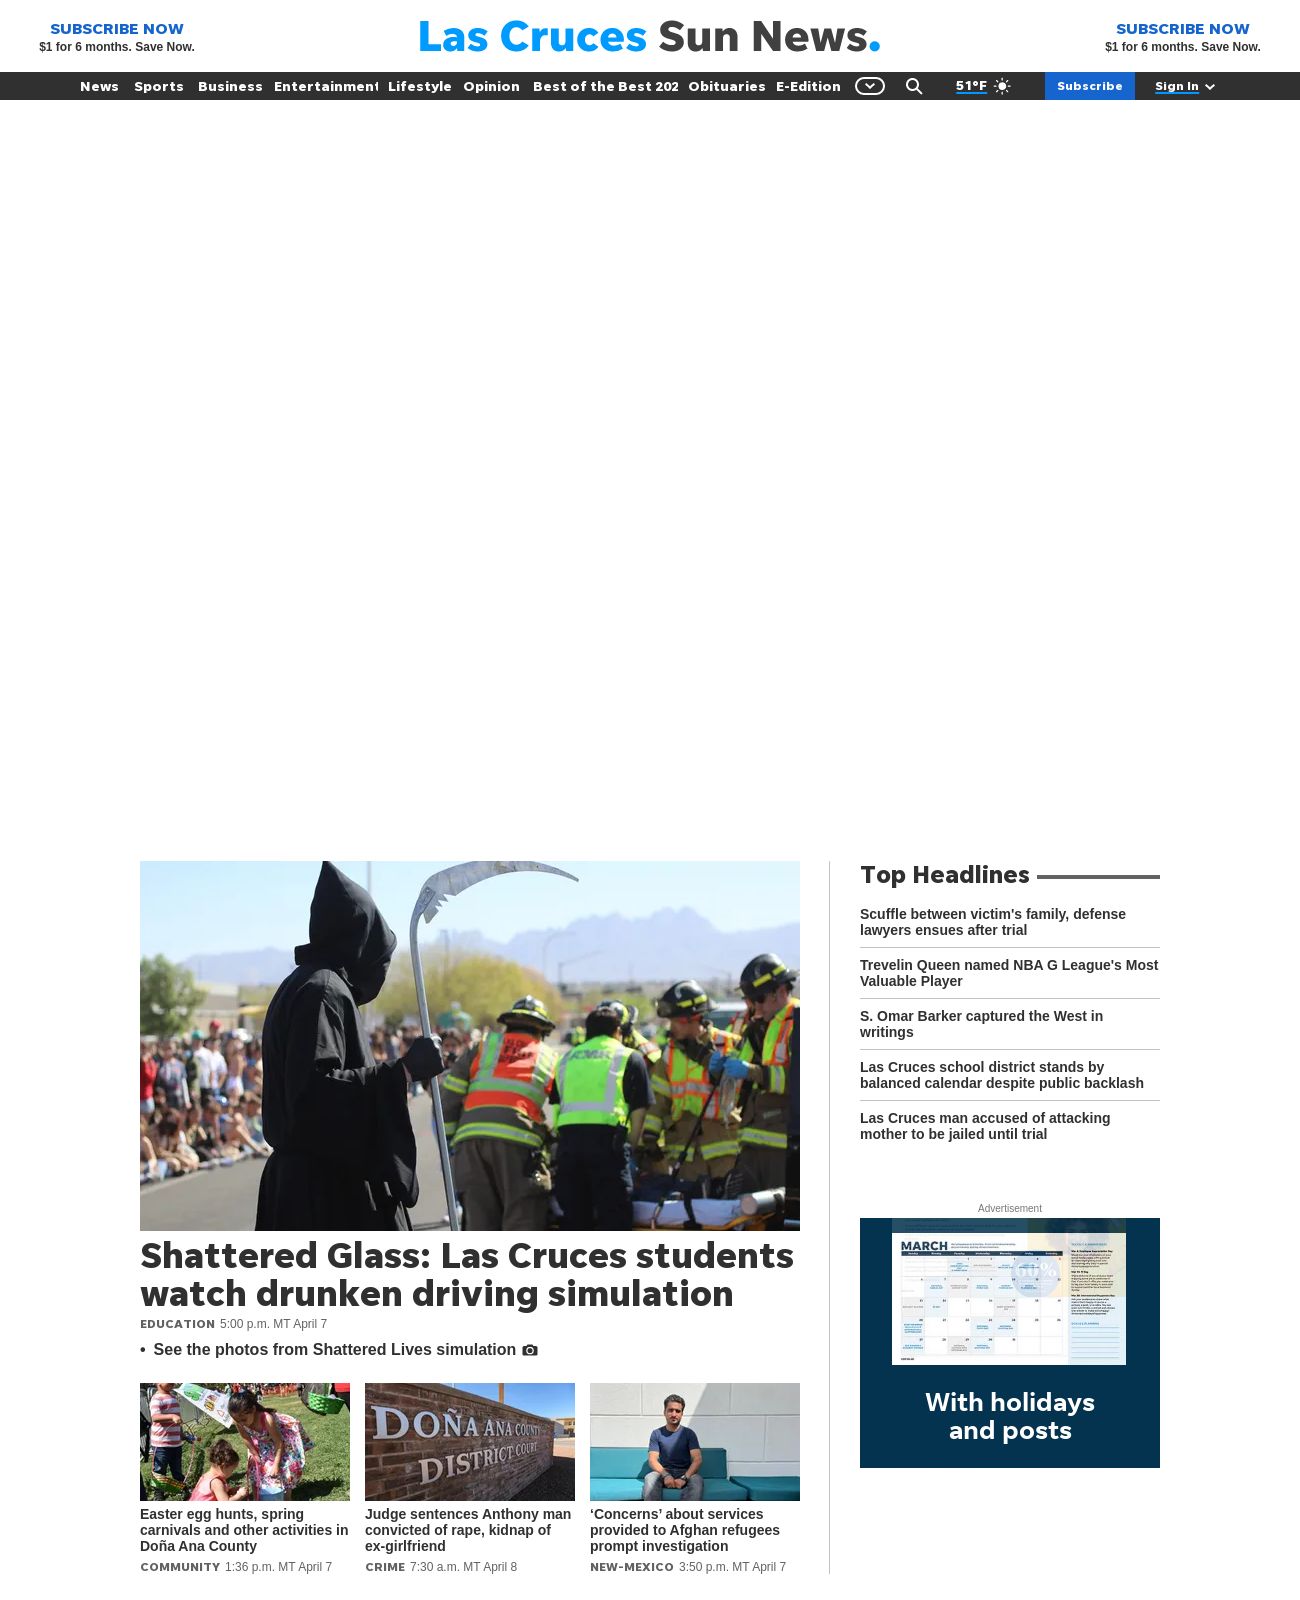 SUBSCRIBE NOW
$1 for 6 months. Save Now.
Las Cruces Sun News.
SUBSCRIBE NOW
$1 for 6 months. Save Now.
News Sports Business Entertainment Lifestyle Opinion Best of the Best 202 Obituaries E-Edition 51°F Subscribe Sign In
Shattered Glass: Las Cruces students
watch drunken driving simulation
EDUCATION 5:00 p.m. MT April 7
• See the photos from Shattered Lives simulation
DOÑA ANA COUNTY
DISTRICT COURT
Easter egg hunts, spring
carnivals and other activities in
Doña Ana County
COMMUNITY 1:36 p.m. MT April 7
Judge sentences Anthony man
convicted of rape, kidnap of
ex-girlfriend
CRIME 7:30 a.m. MT April 8
‘Concerns’ about services
provided to Afghan refugees
prompt investigation
NEW-MEXICO 3:50 p.m. MT April 7
Top Headlines
Scuffle between victim's family, defense
lawyers ensues after trial
Trevelin Queen named NBA G League's Most
Valuable Player
S. Omar Barker captured the West in
writings
Las Cruces school district stands by
balanced calendar despite public backlash
Las Cruces man accused of attacking
mother to be jailed until trial
Advertisement
MARCH
With holidays
and posts